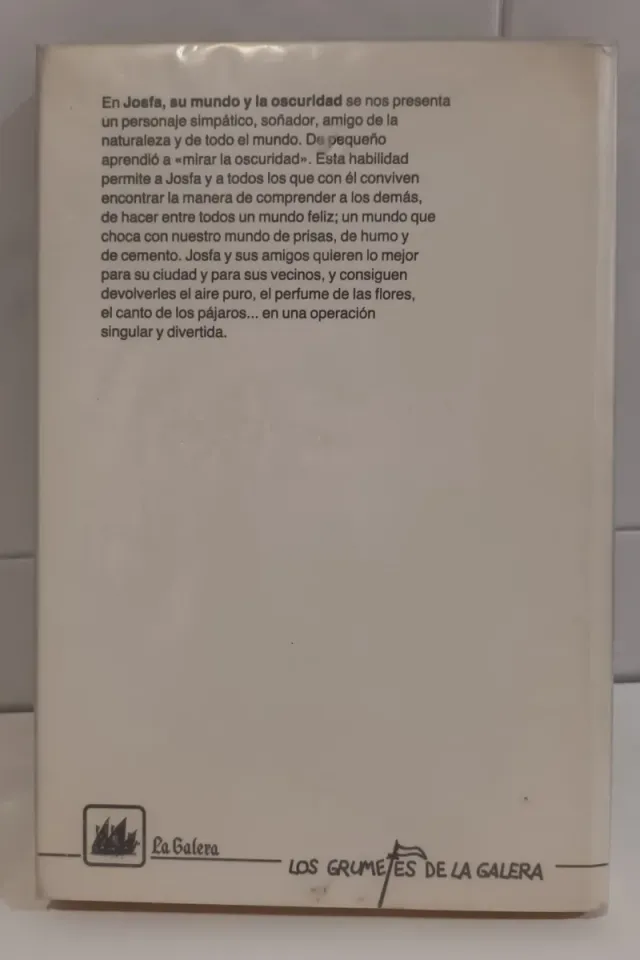 En Josfa, su mundo y la oscuridad se nos presenta
un personaje simpático, soñador, amigo de la
naturaleza y de todo el mundo. De pequeño
aprendió a «mirar la oscuridad». Esta habilidad
permite a Josfa y a todos los que con él conviven
encontrar la manera de comprender a los demás,
de hacer entre todos un mundo feliz; un mundo que
choca con nuestro mundo de prisas, de humo y
de cemento. Josfa y sus amigos quieren lo mejor
para su ciudad y para sus vecinos, y consiguen
devolverles el aire puro, el perfume de las flores,
el canto de los pájaros... en una operación
singular y divertida.
La Galera
LOS GRUMETES DE LA GALERA